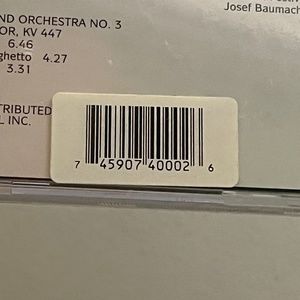 ND ORCHESTRA NO. 3
OR, KV 447
6.46
ghetto 4.27
3.31
Josef Baumach
TRIBUTED
L INC.
7 45907 40002 6